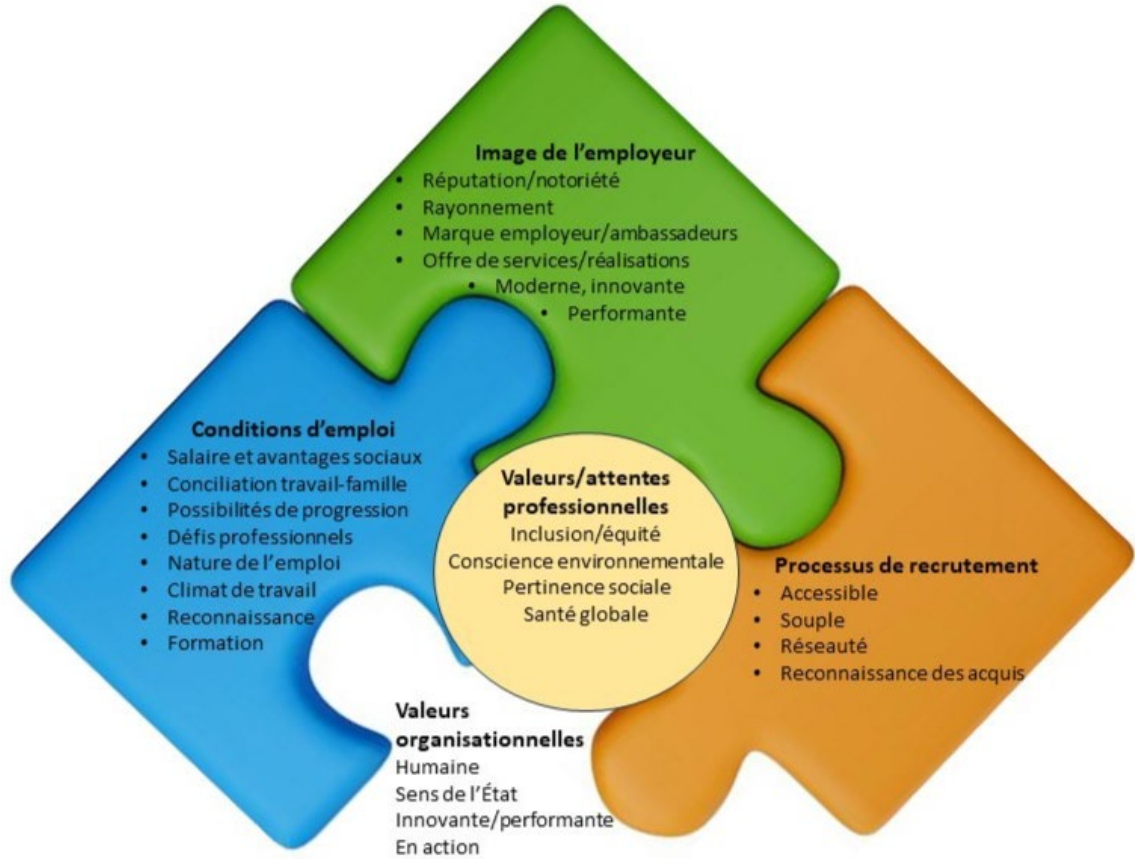 Image de l'employeur
• Réputation/notoriété
• Rayonnement
• Marque employeur/ambassadeurs
• Offre de services/réalisations
• Moderne, innovante
• Performante
Conditions d'emploi
• Salaire et avantages sociaux
• Conciliation travail-famille
• Possibilités de progression
• Défis professionnels
• Nature de l'emploi
• Climat de travail
• Reconnaissance
• Formation
Valeurs/attentes
professionnelles
Inclusion/équité
Conscience environnementale
Pertinence sociale
Santé globale
Processus de recrutement
• Accessible
• Souple
• Réseauté
• Reconnaissance des acquis
Valeurs
organisationnelles
Humaine
Sens de l'État
Innovante/performante
En action